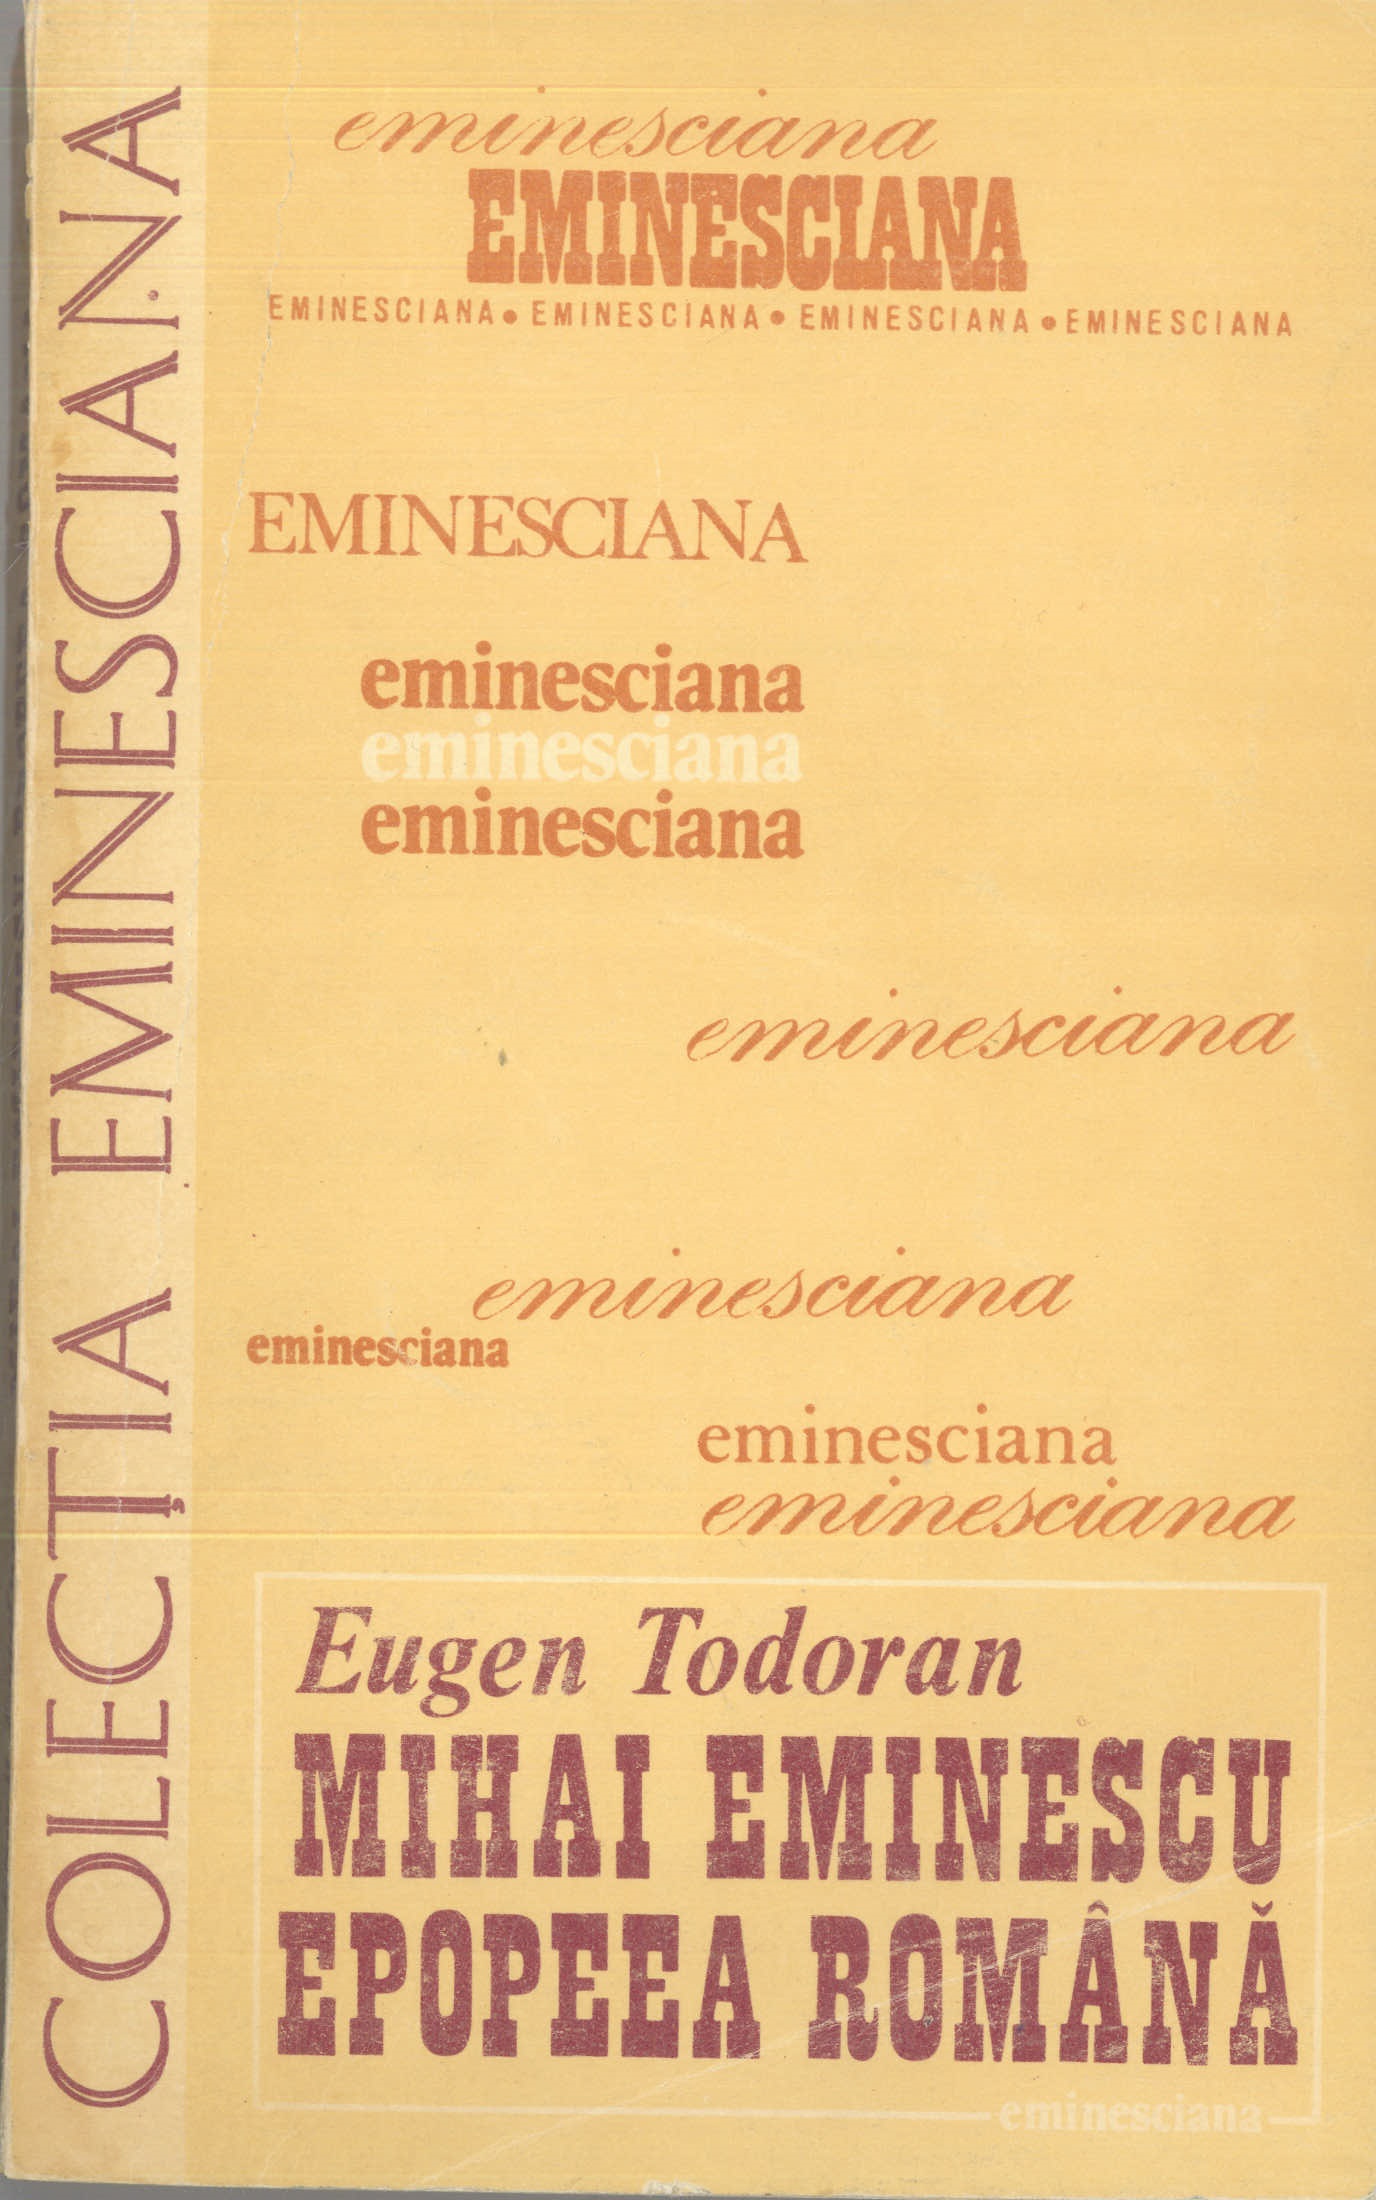 COLECŢIA EMINESCIANA
eminesciana
EMINESCIANA
EMINESCIANA • EMINESCIANA • EMINESCIANA • EMINESCIANA
EMINESCIANA
eminesciana
eminesciana
eminesciana
eminesciana
eminesciana
eminesciana
eminesciana
eminesciana
Eugen Todoran
MIHAI EMINESCU
EPOPEEA ROMÂNĂ
eminesciana